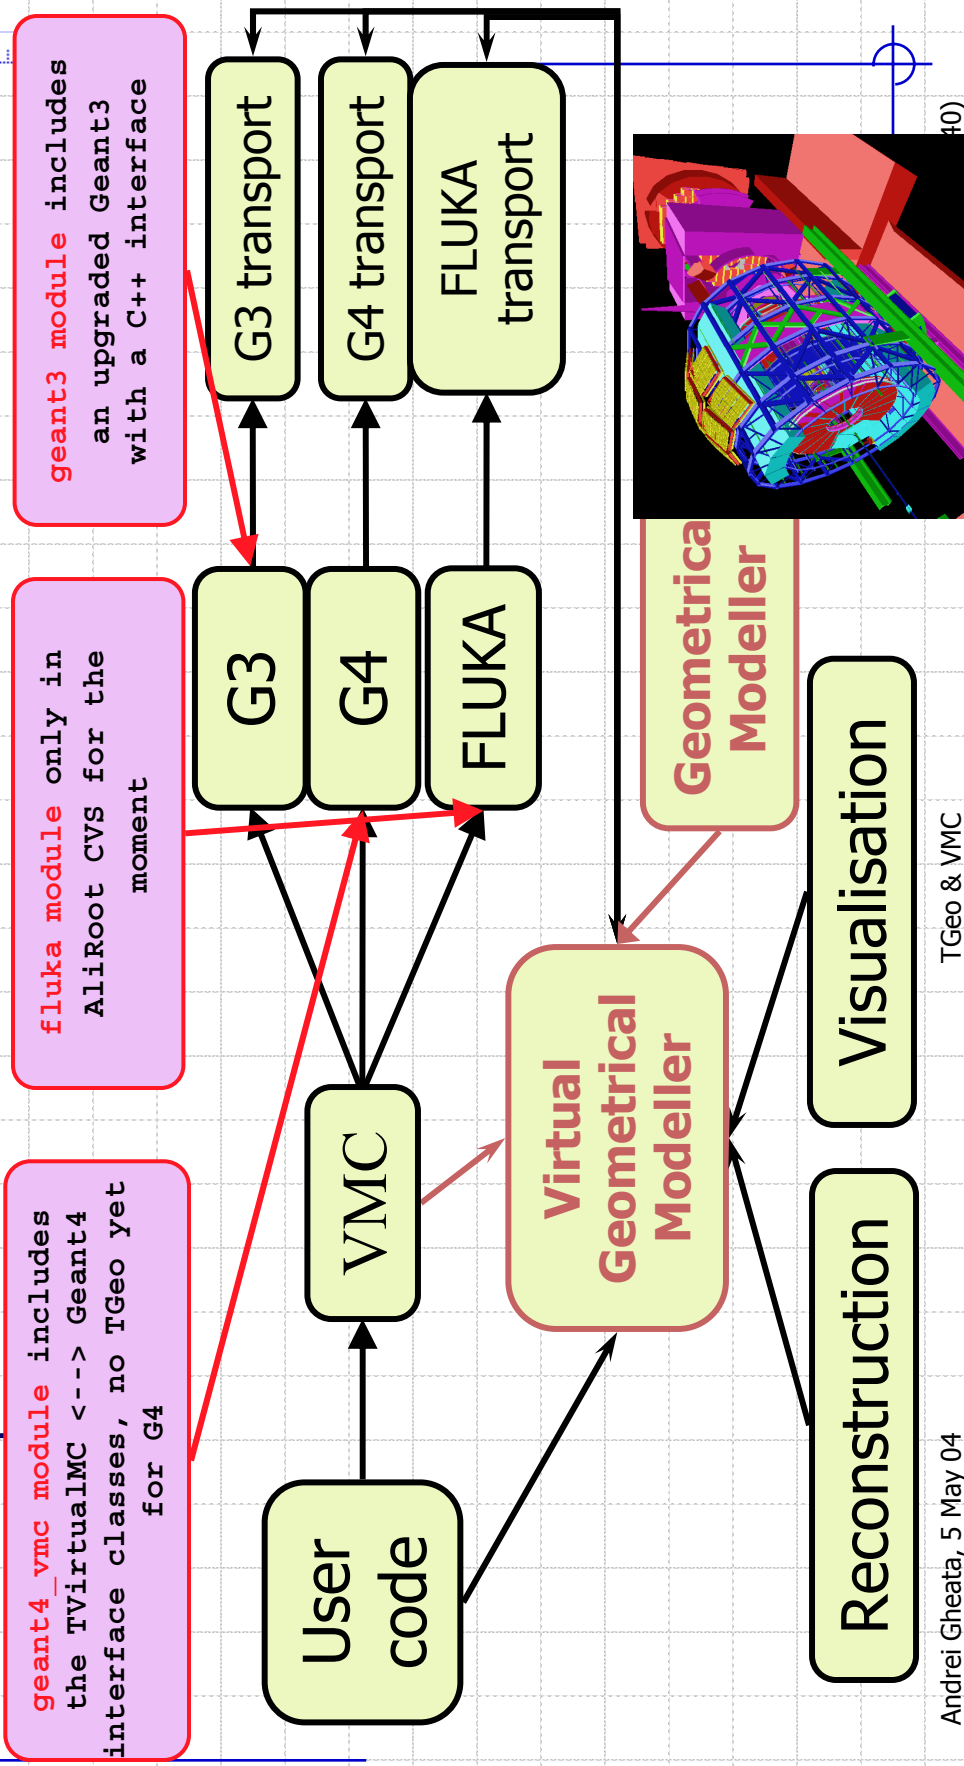 geant4_vmc module includes
the TVirtualMC <--> Geant4
interface classes, no TGeo yet
for G4
fluka module only in
AliRoot CVS for the
moment
geant3 module includes
an upgraded Geant3
with a C++ interface
User
code
VMC
G3
G4
FLUKA
G3 transport
G4 transport
FLUKA
transport
Virtual
Geometrical
Modeller
Geometrica
Modeller
Reconstruction
Visualisation
Andrei Gheata, 5 May 04
TGeo & VMC
40)